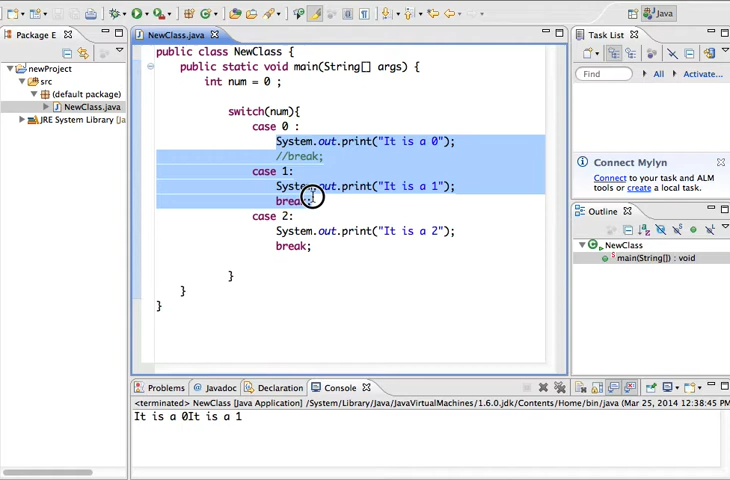 Java
Package E
NewClass.java
Task List
newProject
src
(default package)
NewClass.java
JRE System Library [Ja
public class NewClass {
public static void main(String[] args) {
int num = 0 ;
switch(num){
case 0 :
System.out.print("It is a 0");
//break;
case 1:
System.out.print("It is a 1");
break;
case 2:
System.out.print("It is a 2");
break;
}
}
}
Find
All
Activate...
Connect Mylyn
Connect to your task and ALM
tools or create a local task.
Outline
NewClass
main(String[]) : void
Problems
Javadoc
Declaration
Console
<terminated> NewClass [Java Application] /System/Library/Java/JavaVirtualMachines/1.6.0.jdk/Contents/Home/bin/java (Mar 25, 2014 12:38:45 PM
It is a 0It is a 1